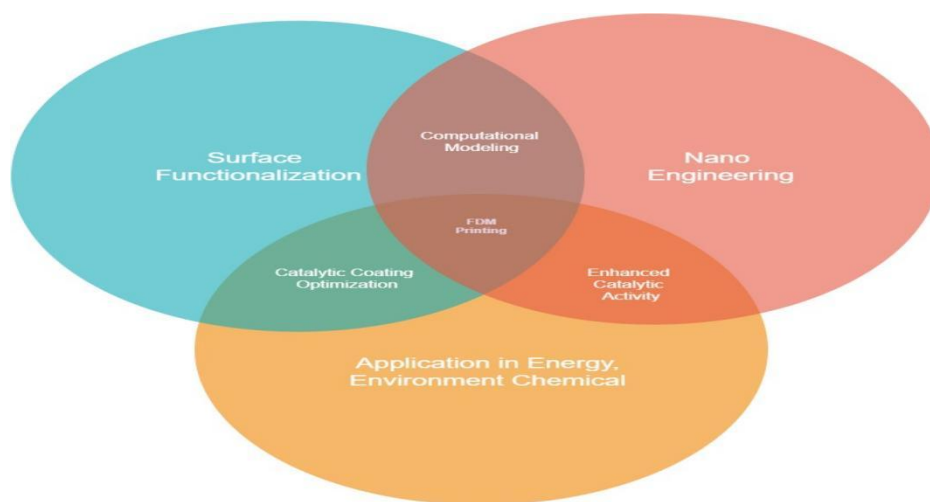 Computational
Modeling
Surface
Functionalization
Nano
Engineering
FDM
Printing
Catalytic Coating
Optimization
Enhanced
Catalytic
Activity
Application in Energy,
Environment Chemical